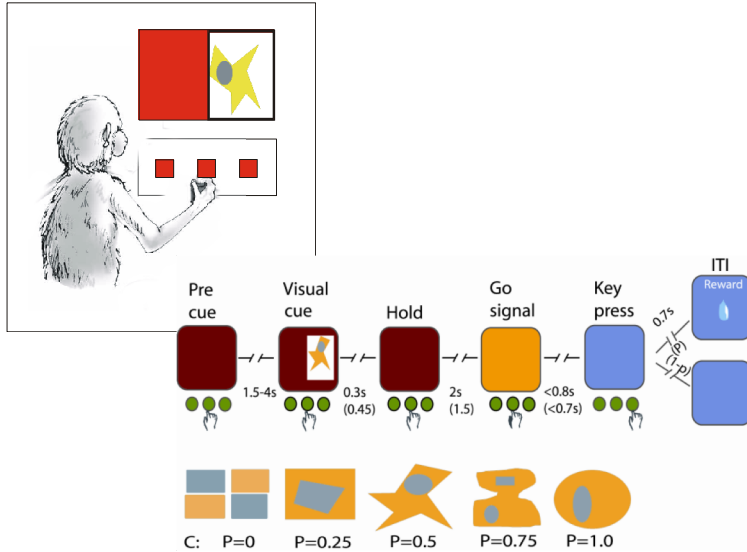 ITI
Pre
cue
Visual
cue
Hold
Go
signal
Key
press
Reward
0.7s
(P)
(1-p)
1.5-4s
0.3s
(0.45)
2s
(1.5)
<0.8s
(<0.7s)
C: P=0 P=0.25 P=0.5 P=0.75 P=1.0